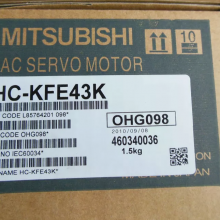 MITSUBISHI
10
AC SERVO MOTOR
HC-KFE43K
CODE L85764201 098*
OHG098
2010/09/06
CODE OHG098*
460340036
NO IEC60034*
1.5kg
NAME HC-KFE43K*